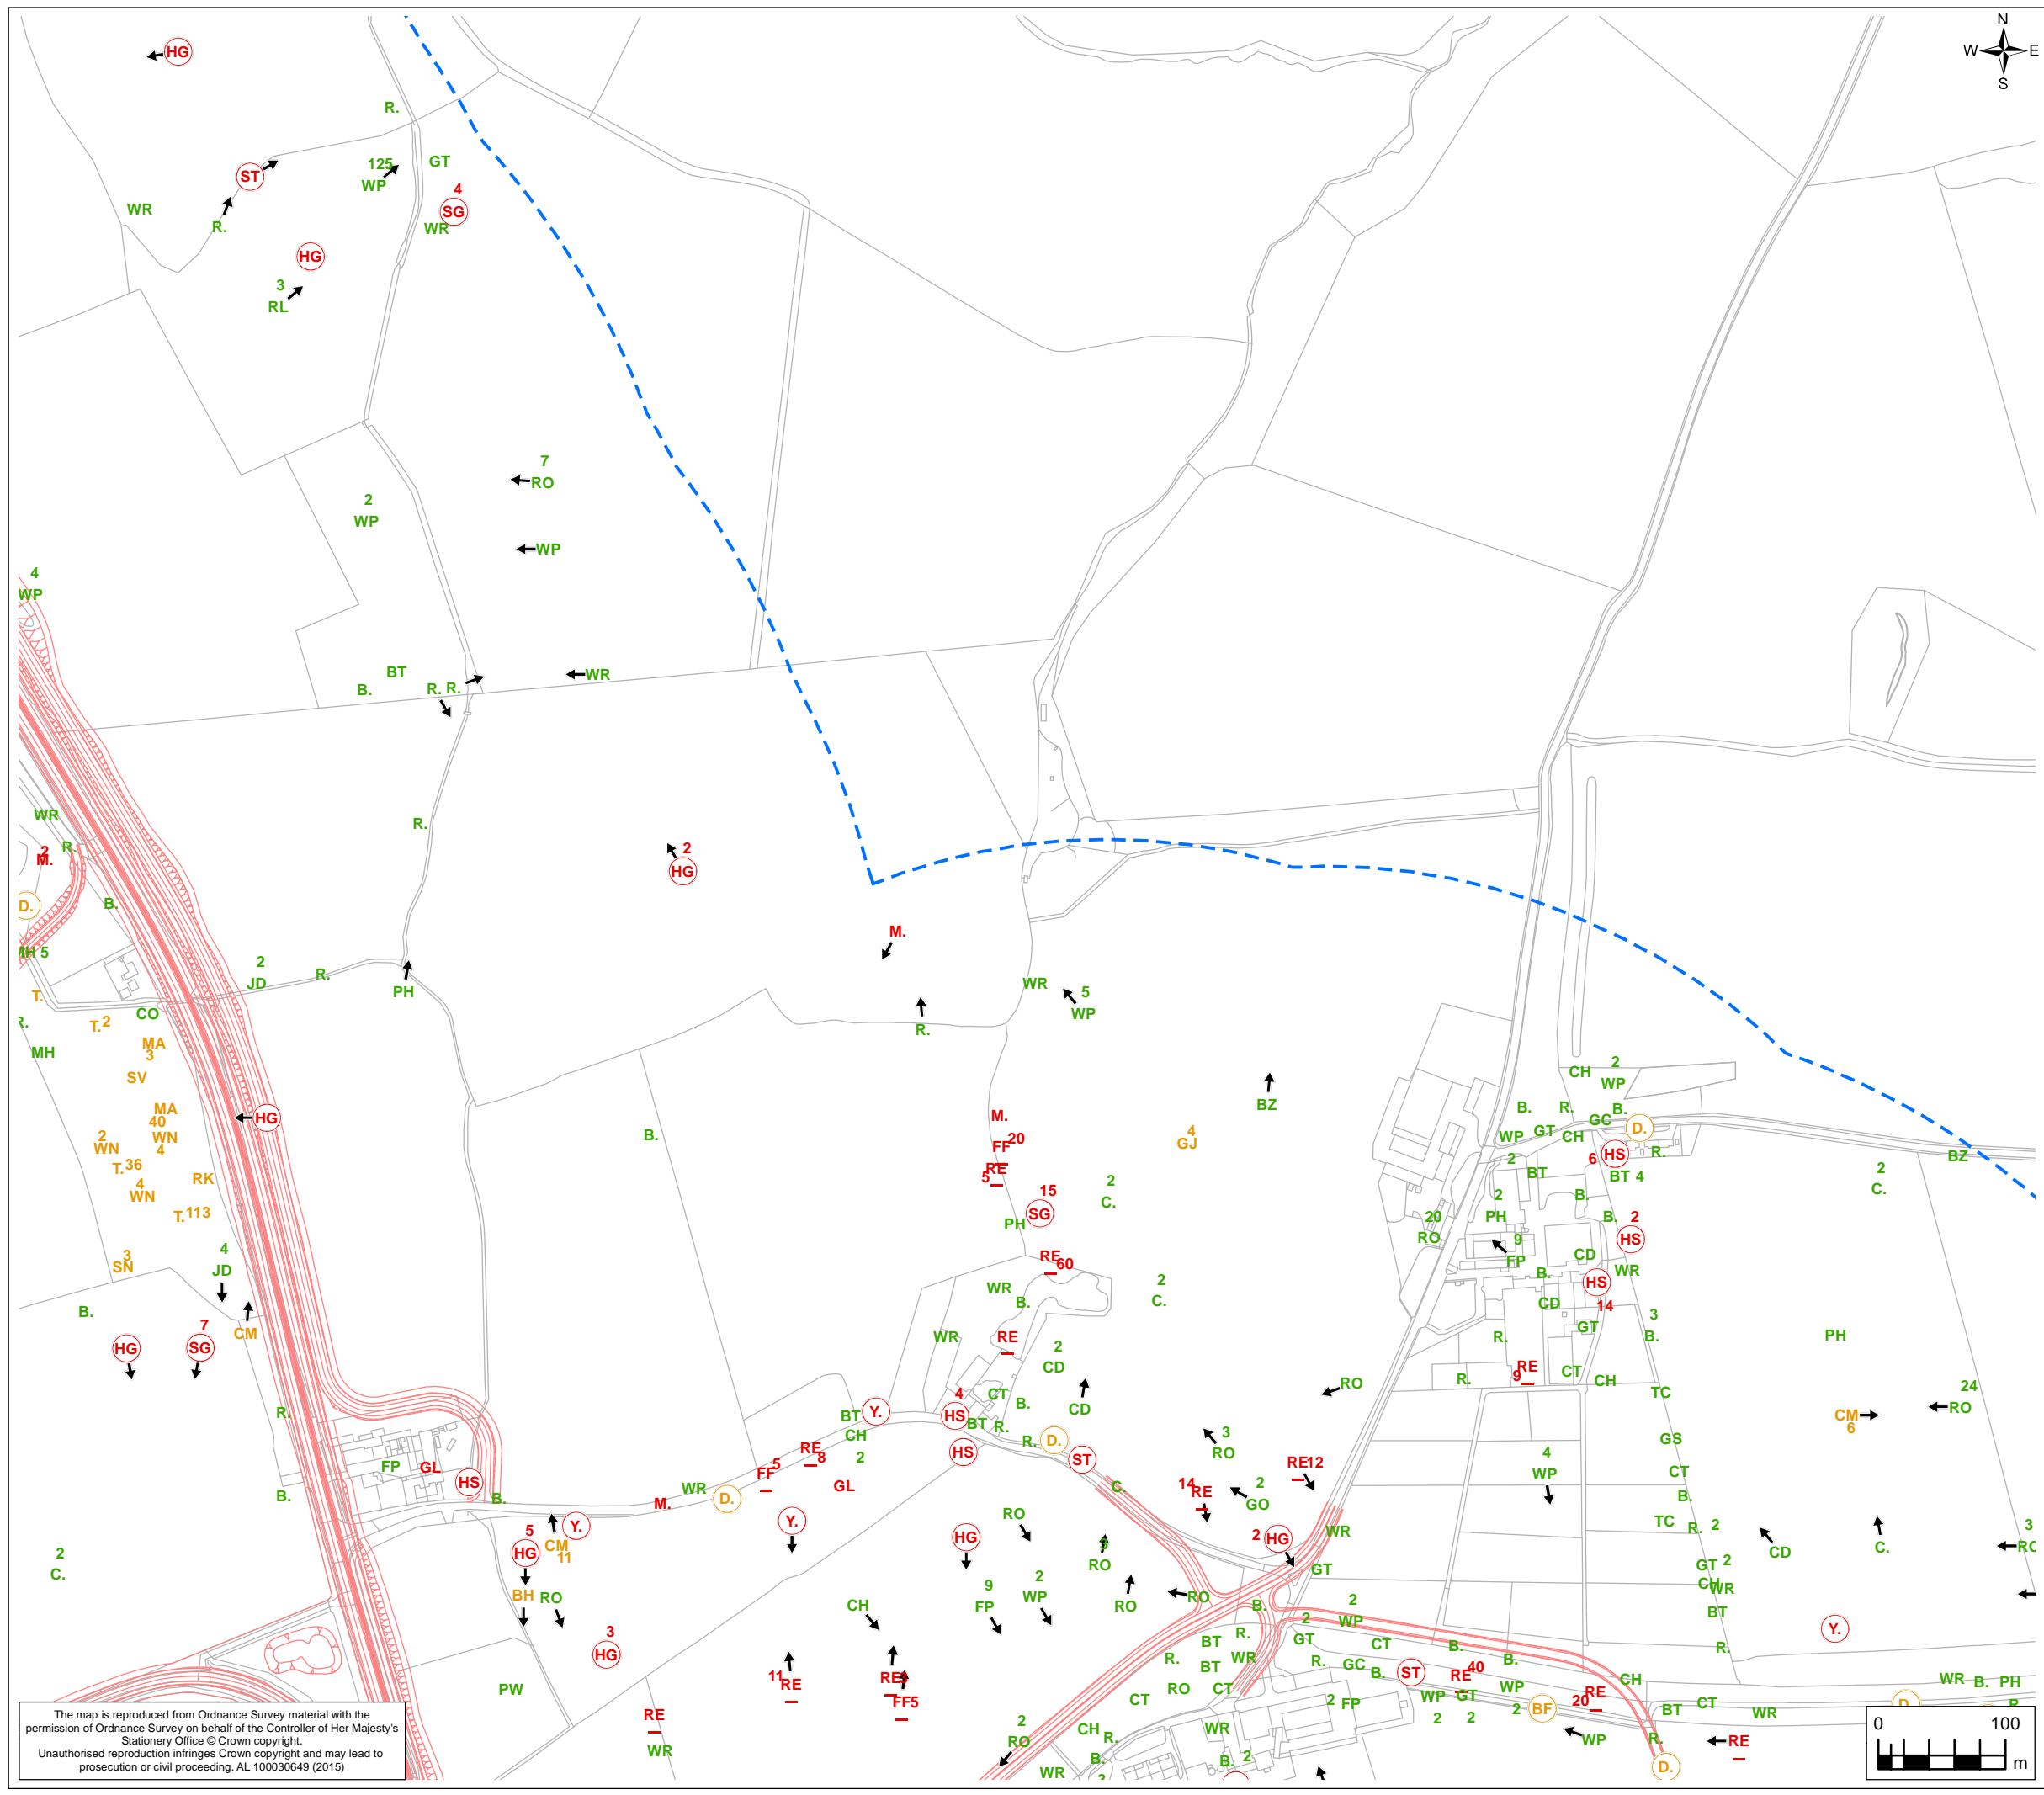 N
W E
S
HG
R.
125
WP
GT
ST
4
SG
WR
WR
R.
HG
3
RL
7
RO
2
WP
WP
4
WP
BT
B.
R. R.
WR
WR
R.
R.
2
M.
2
HG
D.
B.
M.
MH 5
2
JD
R.
PH
WR
5
WP
R.
T.
T. 2
CO
R.
MH
MA
3
SV
MA
40
WN
4
2
WN
T. 36
4
WN
RK
T. 113
3
SN
HG
B.
BZ
4
GJ
M.
FF 20
RE
5
15
SG
PH
2
C.
RE
60
2
C.
CH
2
WP
B.
R.
B.
GC
D.
WP
GT
CH
2
6
HS
R.
BT
BT 4
BZ
2
C.
2
PH
B.
B.
2
HS
20
RO
9
FP
CD
B.
WR
HS
14
CD
GT
3
B.
PH
4
JD
CM
B.
HG
7
SG
WR
B.
WR
RE
2
CD
CT
B.
CD
RO
R.
RE
9
CT
CH
R.
TC
24
RO
CM
6
R.
FP
GL
HS
B.
B.
BT
Y.
CH
2
4
HS
BT
R.
HS
R.
D.
ST
RE
8
FF 5
GL
WR
M.
D.
C.
3
RO
RE 12
14
RE
2
GO
GS
4
WP
CT
B.
TC
R.
2
5
HG
Y.
CM
11
Y.
HG
RO
3
RO
2
HG
WR
GT
CD
C.
3
RO
2
C.
BH
RO
9
FP
2
WP
RO
RO
GT
2
CH
WR
BT
R.
Y.
3
HG
CH
B.
2
WP
2
GT
CT
B.
B.
R.
BT
WR
R.
BT
R.
GC
B.
ST
RE 40
WP
CH
WR
B.
PH
PW
11
RE
RE
FF 5
RO
CT
CT
2
FP
WP
GT
2
2
2
BF
20
RE
BT
CT
WR
D.
R.
RE
WR
2
RO
CH
R.
B.
WR
WR
B.
2
WP
R.
RE
D.
The map is reproduced from Ordnance Survey material with the
permission of Ordnance Survey on behalf of the Controller of Her Majesty's
Stationery Office © Crown copyright.
Unauthorised reproduction infringes Crown copyright and may lead to
prosecution or civil proceeding. AL 100030649 (2015)
0 100
m